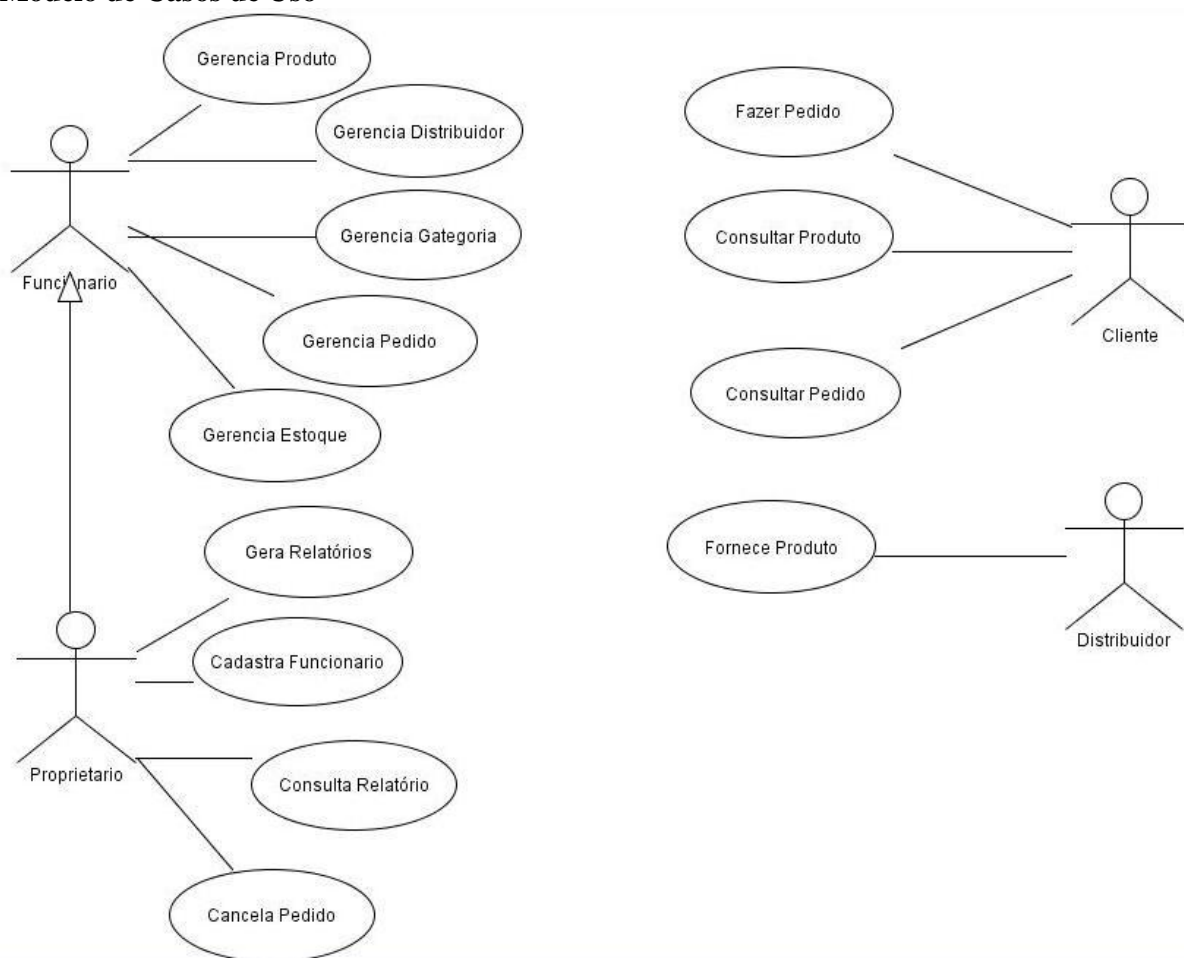 Modelo de Casos de Uso
Gerencia Produto
Gerencia Distribuidor
Gerencia Gategoria
Gerencia Pedido
Gerencia Estoque
Funcionario
Gera Relatórios
Cadastra Funcionario
Consulta Relatório
Cancela Pedido
Proprietario
Fazer Pedido
Consultar Produto
Consultar Pedido
Cliente
Fornece Produto
Distribuidor